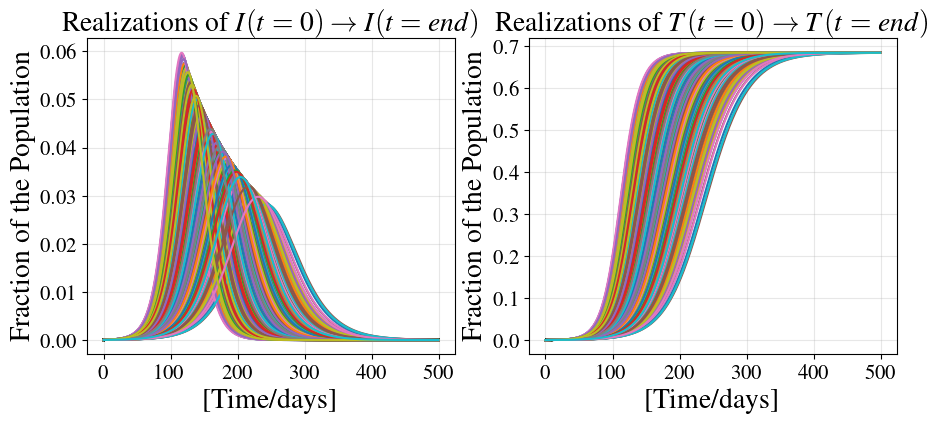 Realizations of I(t = 0) → I(t = end)
Fraction of the Population
0.06
0.05
0.04
0.03
0.02
0.01
0.00
0 100 200 300 400 500
[Time/days]
Realizations of T(t = 0) → T(t = end)
Fraction of the Population
0.7
0.6
0.5
0.4
0.3
0.2
0.1
0.0
0 100 200 300 400 500
[Time/days]